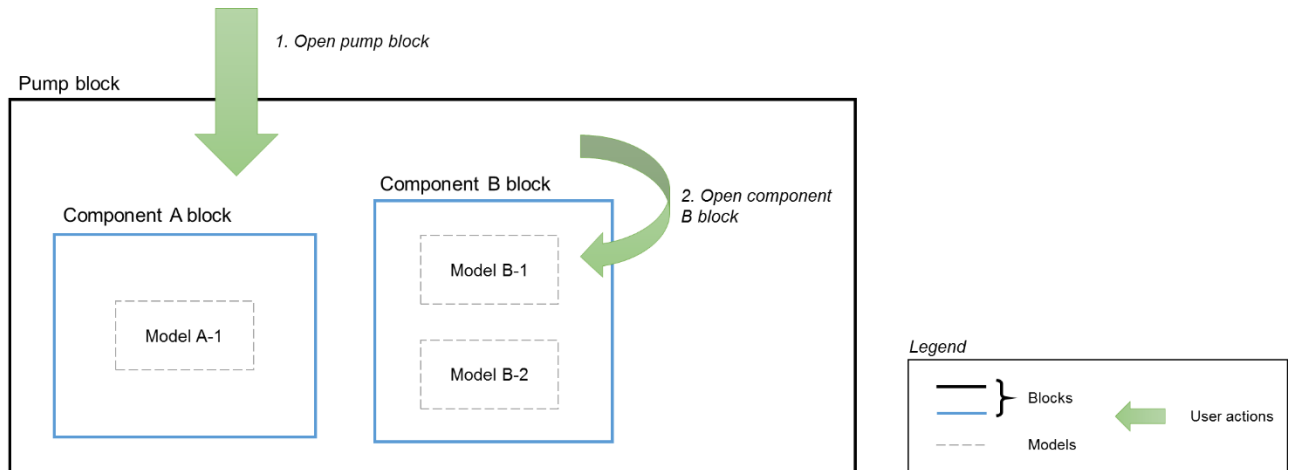 1. Open pump block
Pump block
Component B block
2. Open component
B block
Component A block
Model B-1
Model A-1
Model B-2
Legend
Blocks
User actions
Models